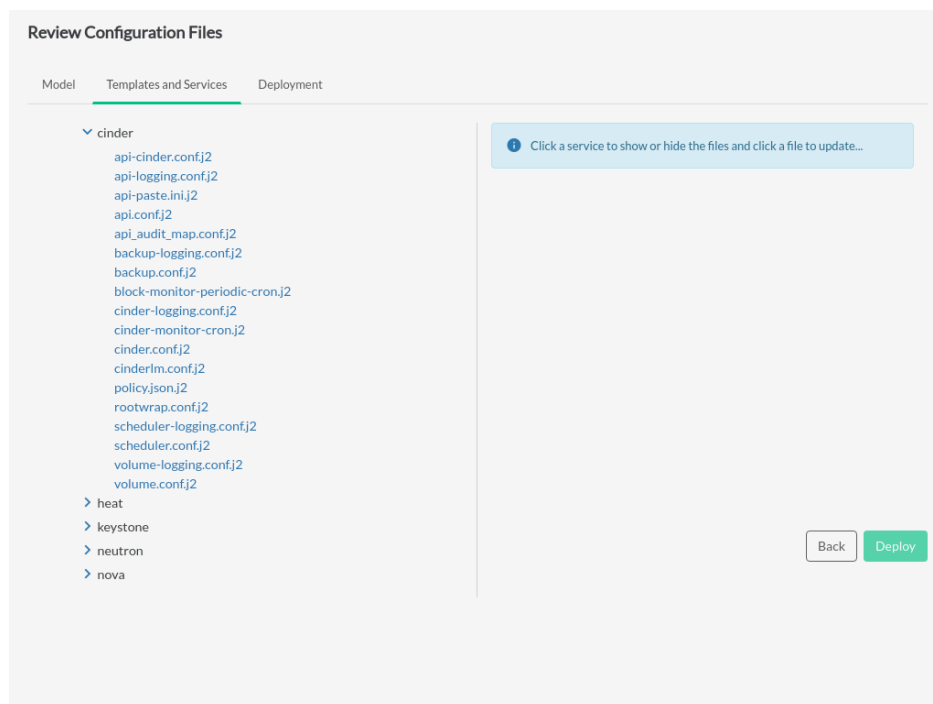 Review Configuration Files
Model Templates and Services Deployment
cinder
api-cinder.conf.j2
api-logging.conf.j2
api-paste.ini.j2
api.conf.j2
api_audit_map.conf.j2
backup-logging.conf.j2
backup.conf.j2
block-monitor-periodic-cron.j2
cinder-logging.conf.j2
cinder-monitor-cron.j2
cinder.conf.j2
cinderlm.conf.j2
policy.json.j2
rootwrap.conf.j2
scheduler-logging.conf.j2
scheduler.conf.j2
volume-logging.conf.j2
volume.conf.j2
heat
keystone
neutron
nova
Click a service to show or hide the files and click a file to update...
Back Deploy